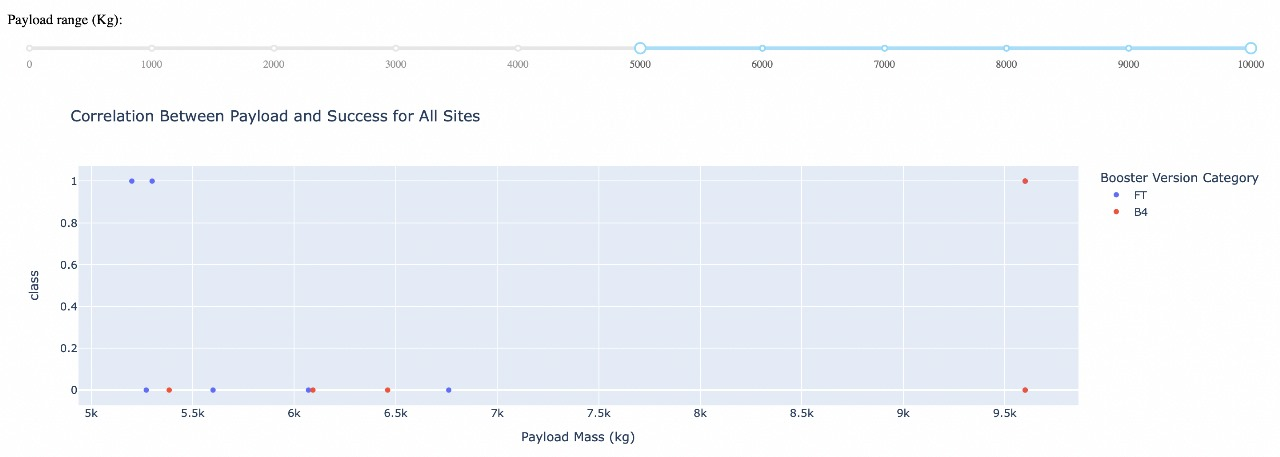 Payload range (Kg):
0 1000 2000 3000 4000 5000 6000 7000 8000 9000 10000
Correlation Between Payload and Success for All Sites
Booster Version Category
FT
B4
1
0.8
0.6
0.4
0.2
0
class
5k 5.5k 6k 6.5k 7k 7.5k 8k 8.5k 9k 9.5k
Payload Mass (kg)